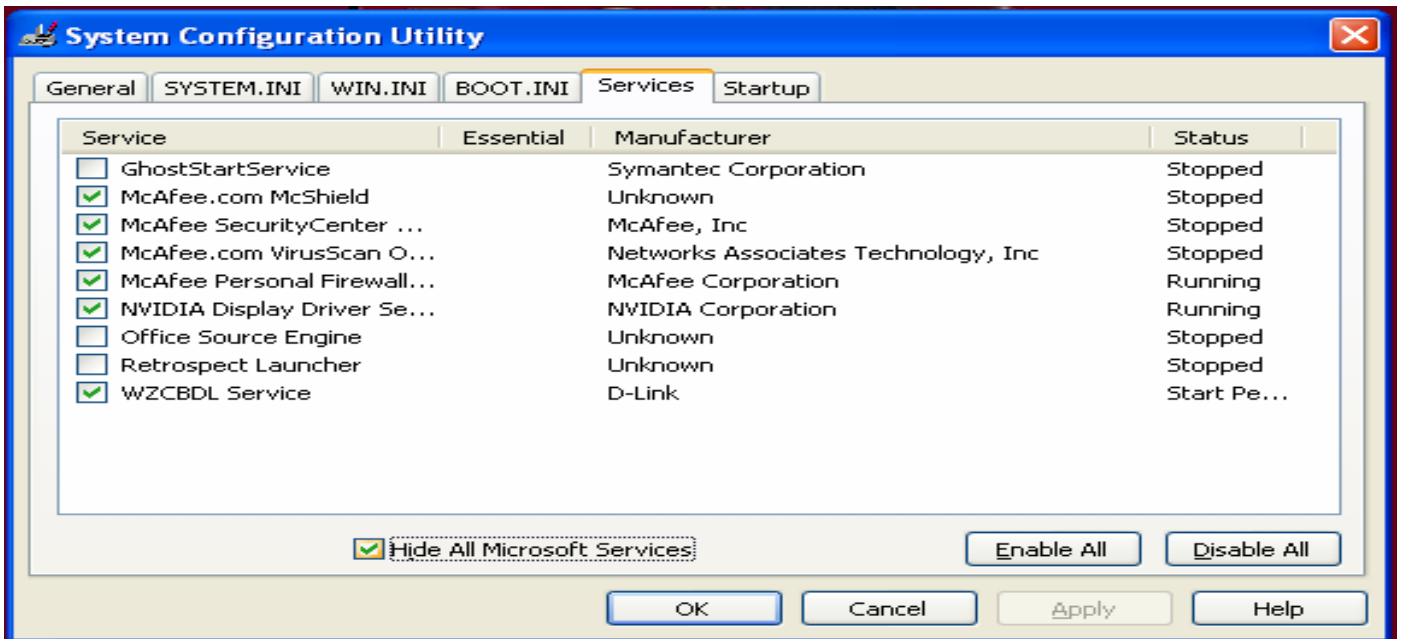 System Configuration Utility
General SYSTEM.INI WIN.INI BOOT.INI Services Startup
Service Essential Manufacturer Status
GhostStartService Symantec Corporation Stopped
McAfee.com McShield Unknown Stopped
McAfee SecurityCenter ... McAfee, Inc Stopped
McAfee.com VirusScan O... Networks Associates Technology, Inc Stopped
McAfee Personal Firewall... McAfee Corporation Running
NVIDIA Display Driver Se... NVIDIA Corporation Running
Office Source Engine Unknown Stopped
Retrospect Launcher Unknown Stopped
WZCBDL Service D-Link Start Pe...
Hide All Microsoft Services Enable All Disable All
OK Cancel Apply Help